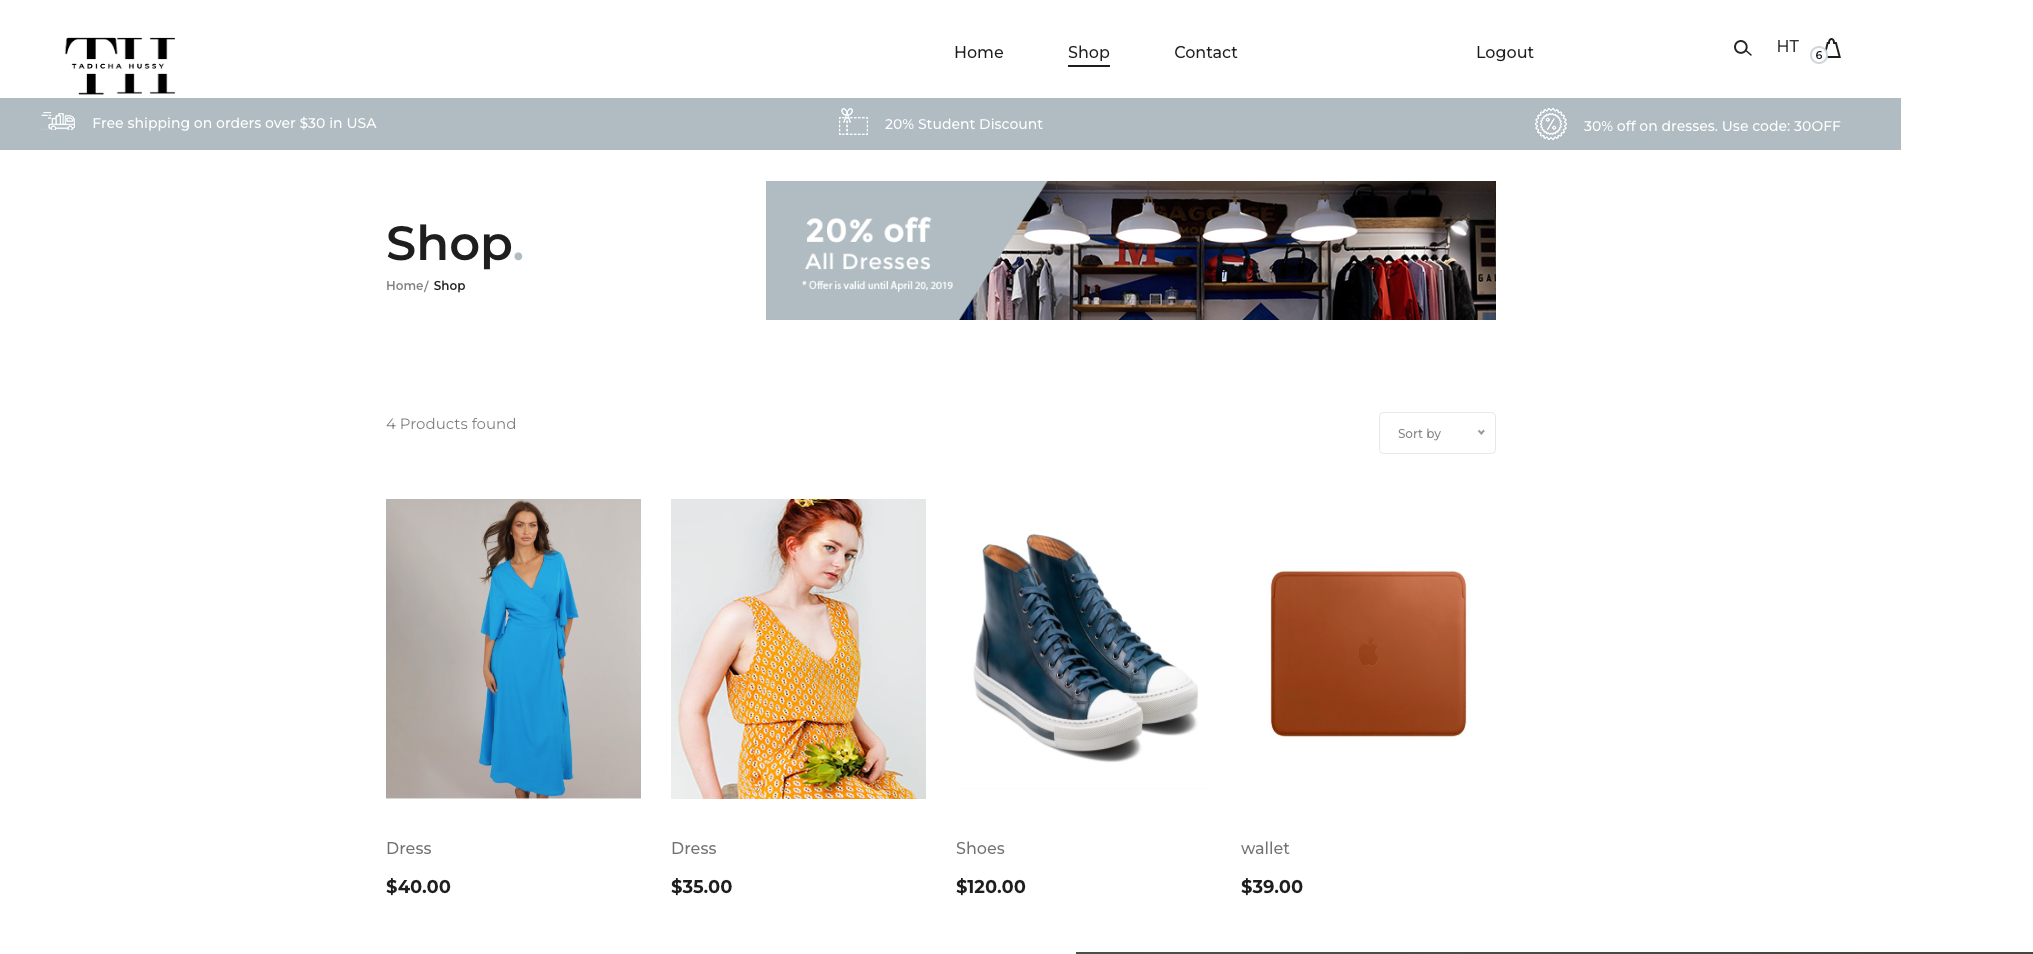 TH
TADICHA HUSSY
Home
Shop
Contact
Logout
HT
6
Free shipping on orders over $30 in USA
20% Student Discount
30% off on dresses. Use code: 30OFF
Shop.
Home/ Shop
20% off
All Dresses
* Offer is valid until April 20, 2019
M
4 Products found
Sort by
Dress
$40.00
Dress
$35.00
Shoes
$120.00
wallet
$39.00